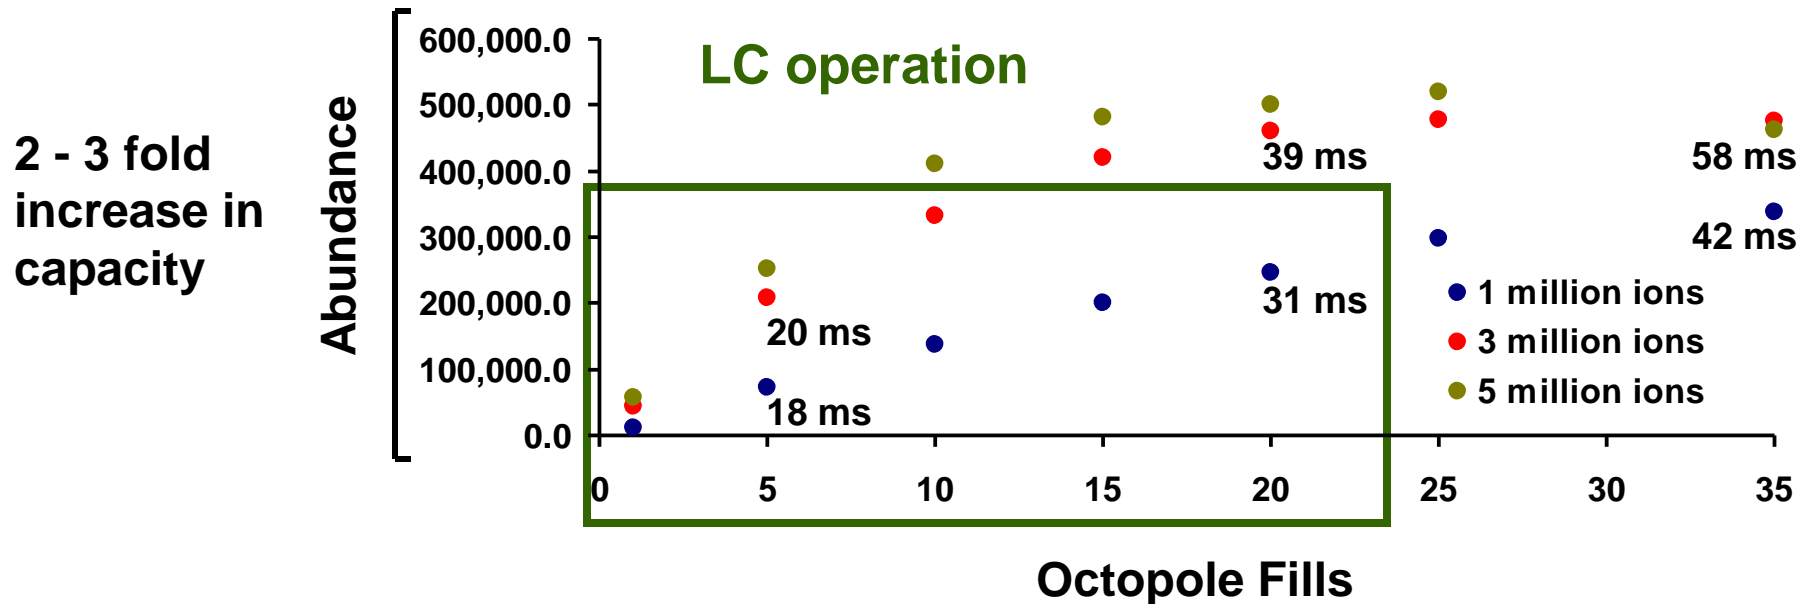 2 - 3 fold
increase in
capacity
Abundance
600,000.0
500,000.0
400,000.0
300,000.0
200,000.0
100,000.0
0.0
LC operation
39 ms
58 ms
42 ms
31 ms
20 ms
18 ms
1 million ions
3 million ions
5 million ions
0 5 10 15 20 25 30 35
Octopole Fills